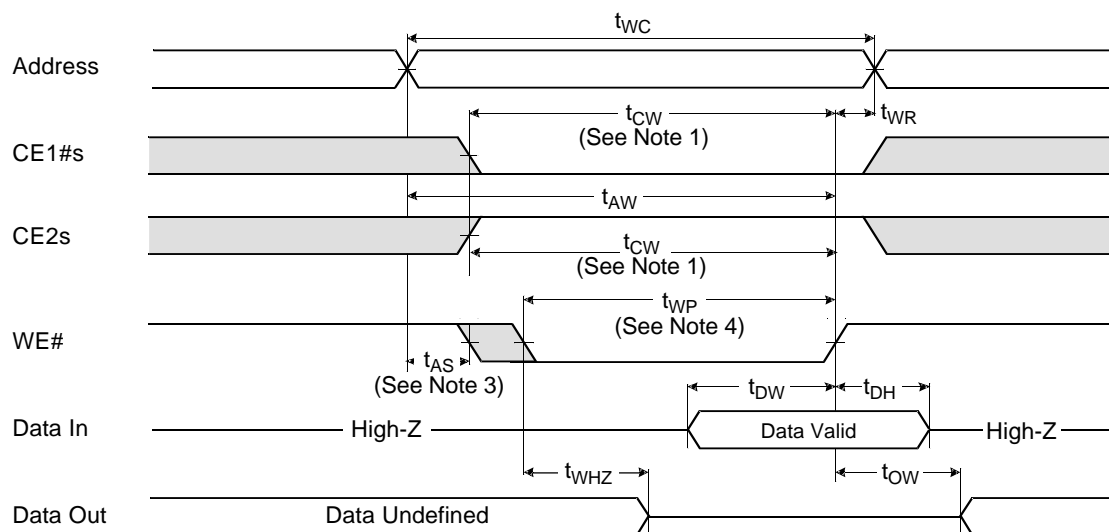 tWC
Address
tCW
(See Note 1)
tWR
CE1#s
tAW
CE2s
tCW
(See Note 1)
tWP
(See Note 4)
WE#
tAS
(See Note 3)
tDW
tDH
Data In
High-Z
Data Valid
High-Z
tWHZ
tOW
Data Out
Data Undefined